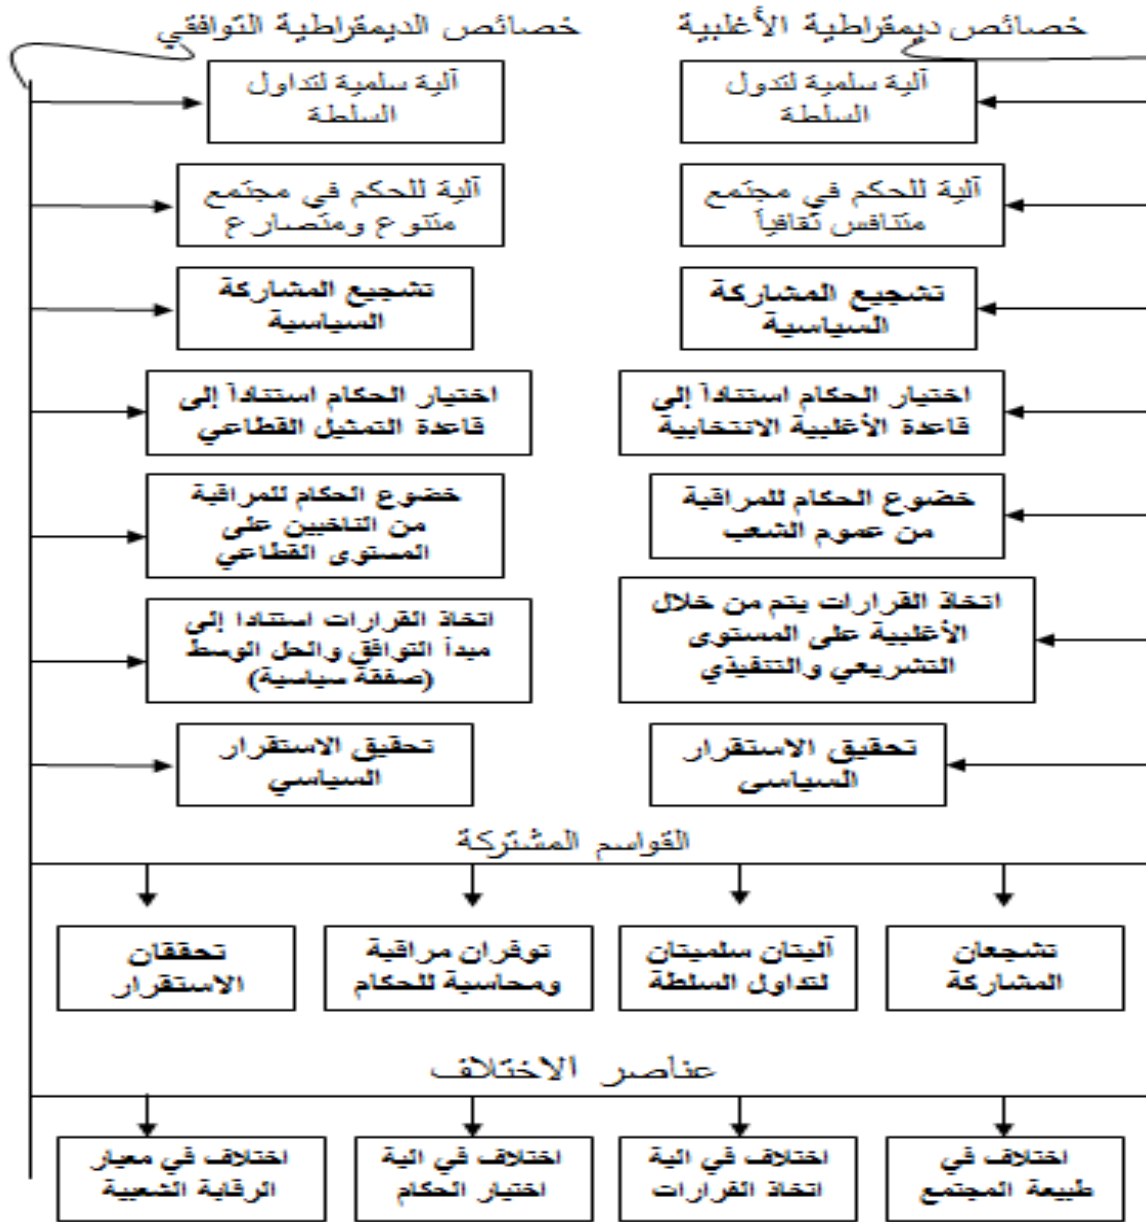 خصائص ديمقراطية الأغلبية
خصائص الديمقراطية التوافقي
آلية سلمية لتدول
السلطة
آلية سلمية لتداول
السلطة
آلية للحكم في مجتمع
متنافس ثقافياً
آلية للحكم في مجتمع
متنوع ومتصارع
تشجيع المشاركة
السياسية
تشجيع المشاركة
السياسية
اختيار الحكام استناداً إلى
قاعدة الأغلبية الانتخابية
اختيار الحكام استناداً إلى
قاعدة التمثيل القطاعي
خضوع الحكام للمراقبة
من عموم الشعب
خضوع الحكام للمراقبة
من الناخبين على
المستوى القطاعي
اتخاذ القرارات يتم من خلال
الأغلبية على المستوى
التشريعي والتنفيذي
اتخاذ القرارات استنادا إلى
مبدأ التوافق والحل الوسط
(صفقة سياسية)
تحقيق الاستقرار
السياسي
تحقيق الاستقرار
السياسي
القواسم المشتركة
تشجعان
المشاركة
آليتان سلميتان
لتداول السلطة
توفران مراقبة
ومحاسبة للحكام
تحققان
الاستقرار
عناصر الاختلاف
اختلاف في
طبيعة المجتمع
اختلاف في الية
اتخاذ القرارات
اختلاف في الية
اختيار الحكام
اختلاف في معيار
الرقابة الشعبية